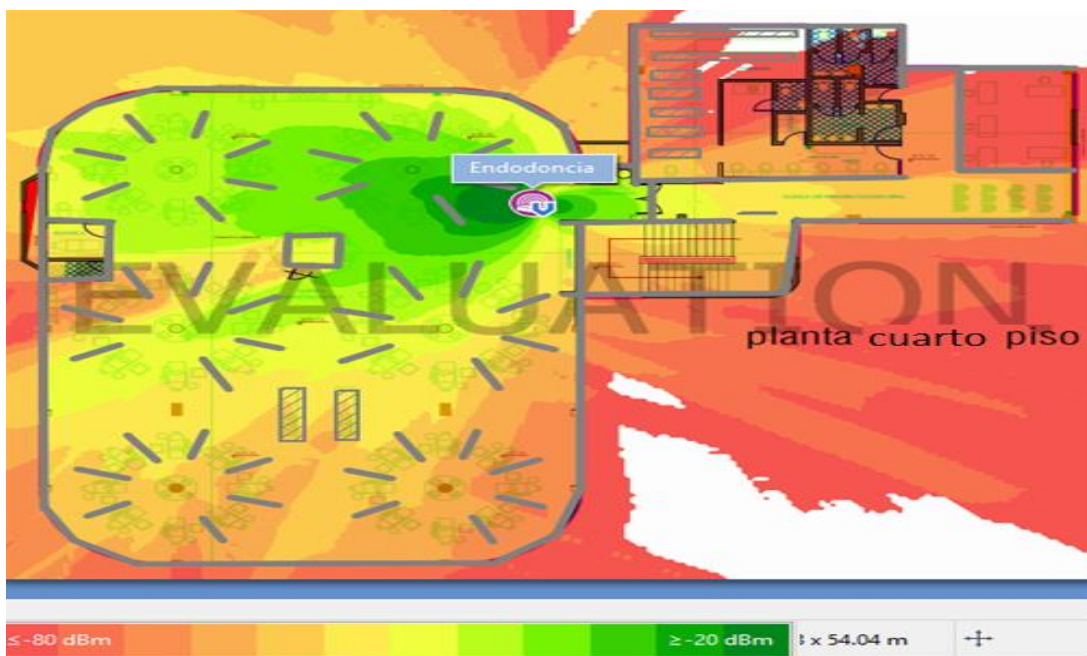 Endodoncia
EVALUATION
planta cuarto piso
≤ -80 dBm
≥ -20 dBm
x 54.04 m